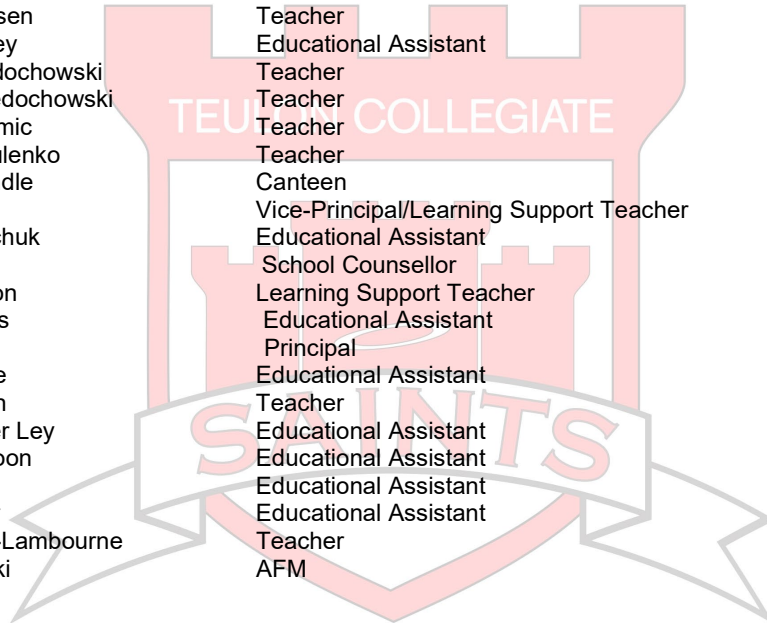 sen Teacher
ey Educational Assistant
dochowski Teacher
edochowski Teacher
mic Teacher
ulenko Teacher
dle Canteen
Vice-Principal/Learning Support Teacher
chuk Educational Assistant
School Counsellor
on Learning Support Teacher
s Educational Assistant
Principal
e Educational Assistant
n Teacher
er Ley Educational Assistant
oon Educational Assistant
Educational Assistant
Educational Assistant
-Lambourne Teacher
ki AFM
TEULON COLLEGIATE
SAINTS